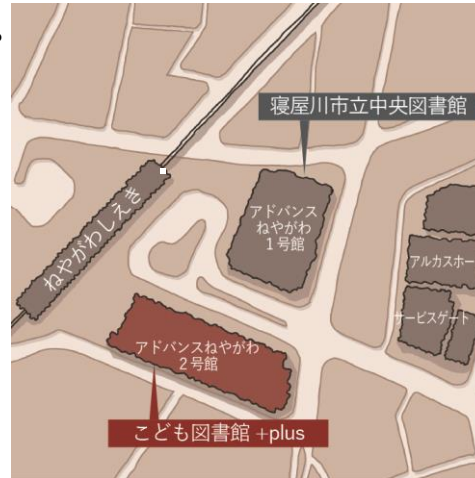 寝屋川市立中央図書館
ねやがわしえき
アドバンス
ねやがわ
1号館
アルカスホー
サービスゲート
アドバンスねやがわ
2号館
こども図書館 +plus